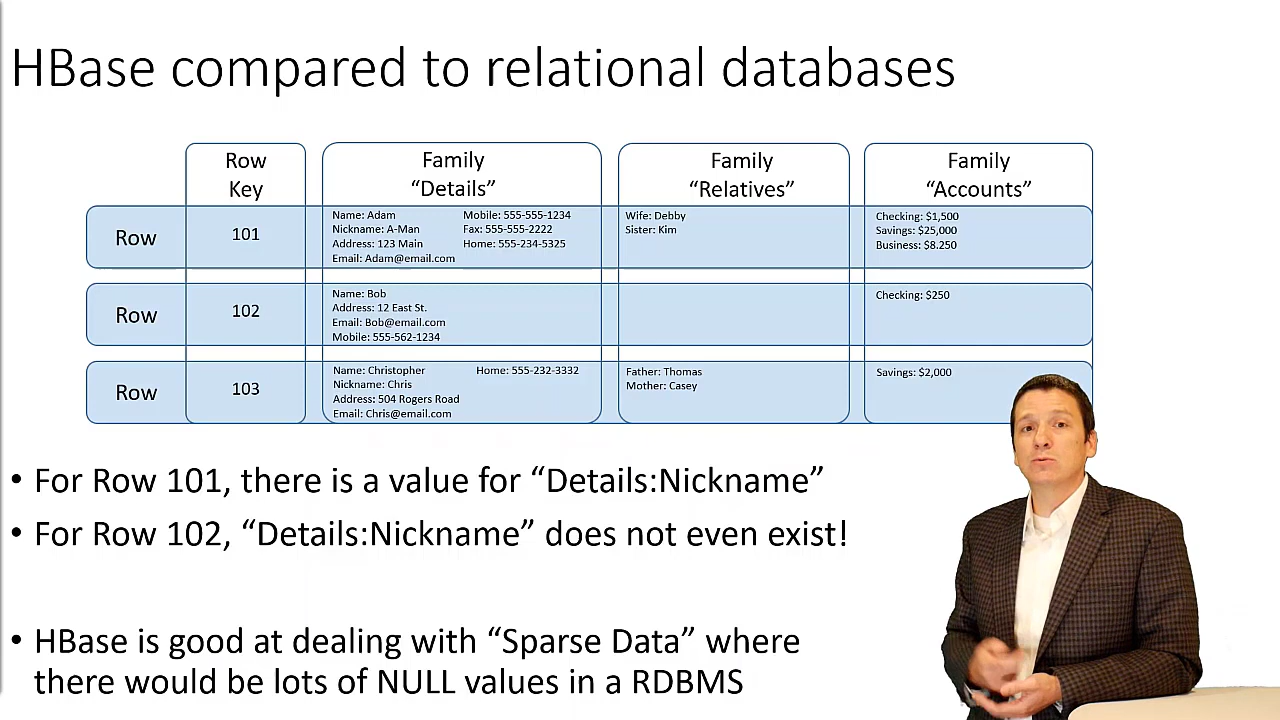 HBase compared to relational databases
Row
Key
Family
“Details”
Family
“Relatives”
Family
“Accounts”
Row
101
Name: Adam
Nickname: A-Man
Address: 123 Main
Email: Adam@email.com
Mobile: 555-555-1234
Fax: 555-555-2222
Home: 555-234-5325
Wife: Debby
Sister: Kim
Checking: $1,500
Savings: $25,000
Business: $8.250
Row
102
Name: Bob
Address: 12 East St.
Email: Bob@email.com
Mobile: 555-562-1234
Checking: $250
Row
103
Name: Christopher
Nickname: Chris
Address: 504 Rogers Road
Email: Chris@email.com
Home: 555-232-3332
Father: Thomas
Mother: Casey
Savings: $2,000
• For Row 101, there is a value for “Details:Nickname”
• For Row 102, “Details:Nickname” does not even exist!
• HBase is good at dealing with “Sparse Data” where
there would be lots of NULL values in a RDBMS